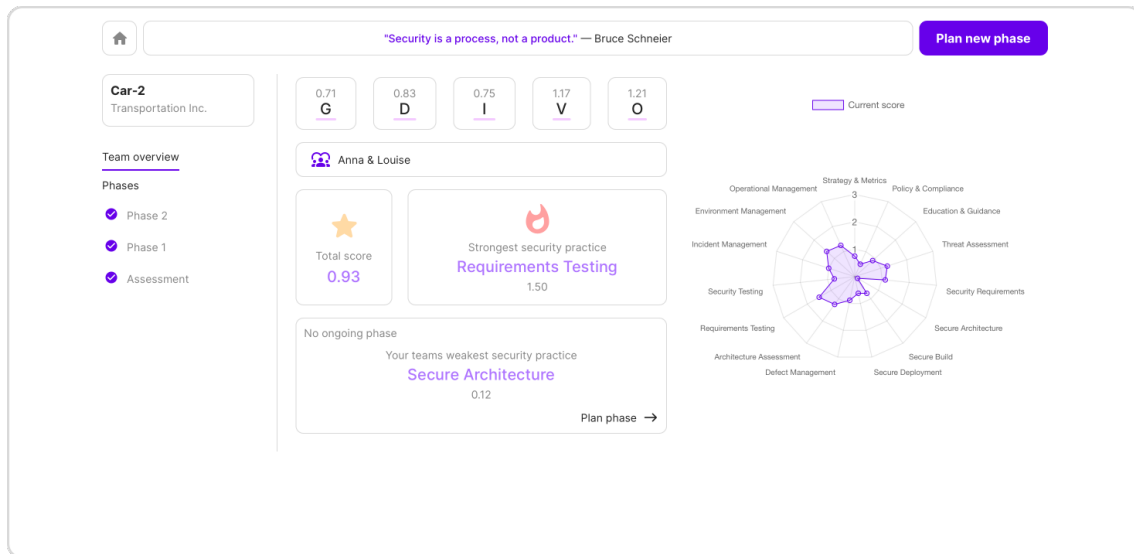 "Security is a process, not a product." — Bruce Schneier
Plan new phase
Car-2
Transportation Inc.
Team overview
Phases
Phase 2
Phase 1
Assessment
0.71
G
0.83
D
0.75
I
1.17
V
1.21
O
Anna & Louise
Total score
0.93
Strongest security practice
Requirements Testing
1.50
No ongoing phase
Your teams weakest security practice
Secure Architecture
0.12
Plan phase
Current score
Strategy & Metrics
Policy & Compliance
Education & Guidance
Threat Assessment
Security Requirements
Secure Architecture
Secure Build
Secure Deployment
Defect Management
Architecture Assessment
Requirements Testing
Security Testing
Incident Management
Environment Management
Operational Management
3
2
1